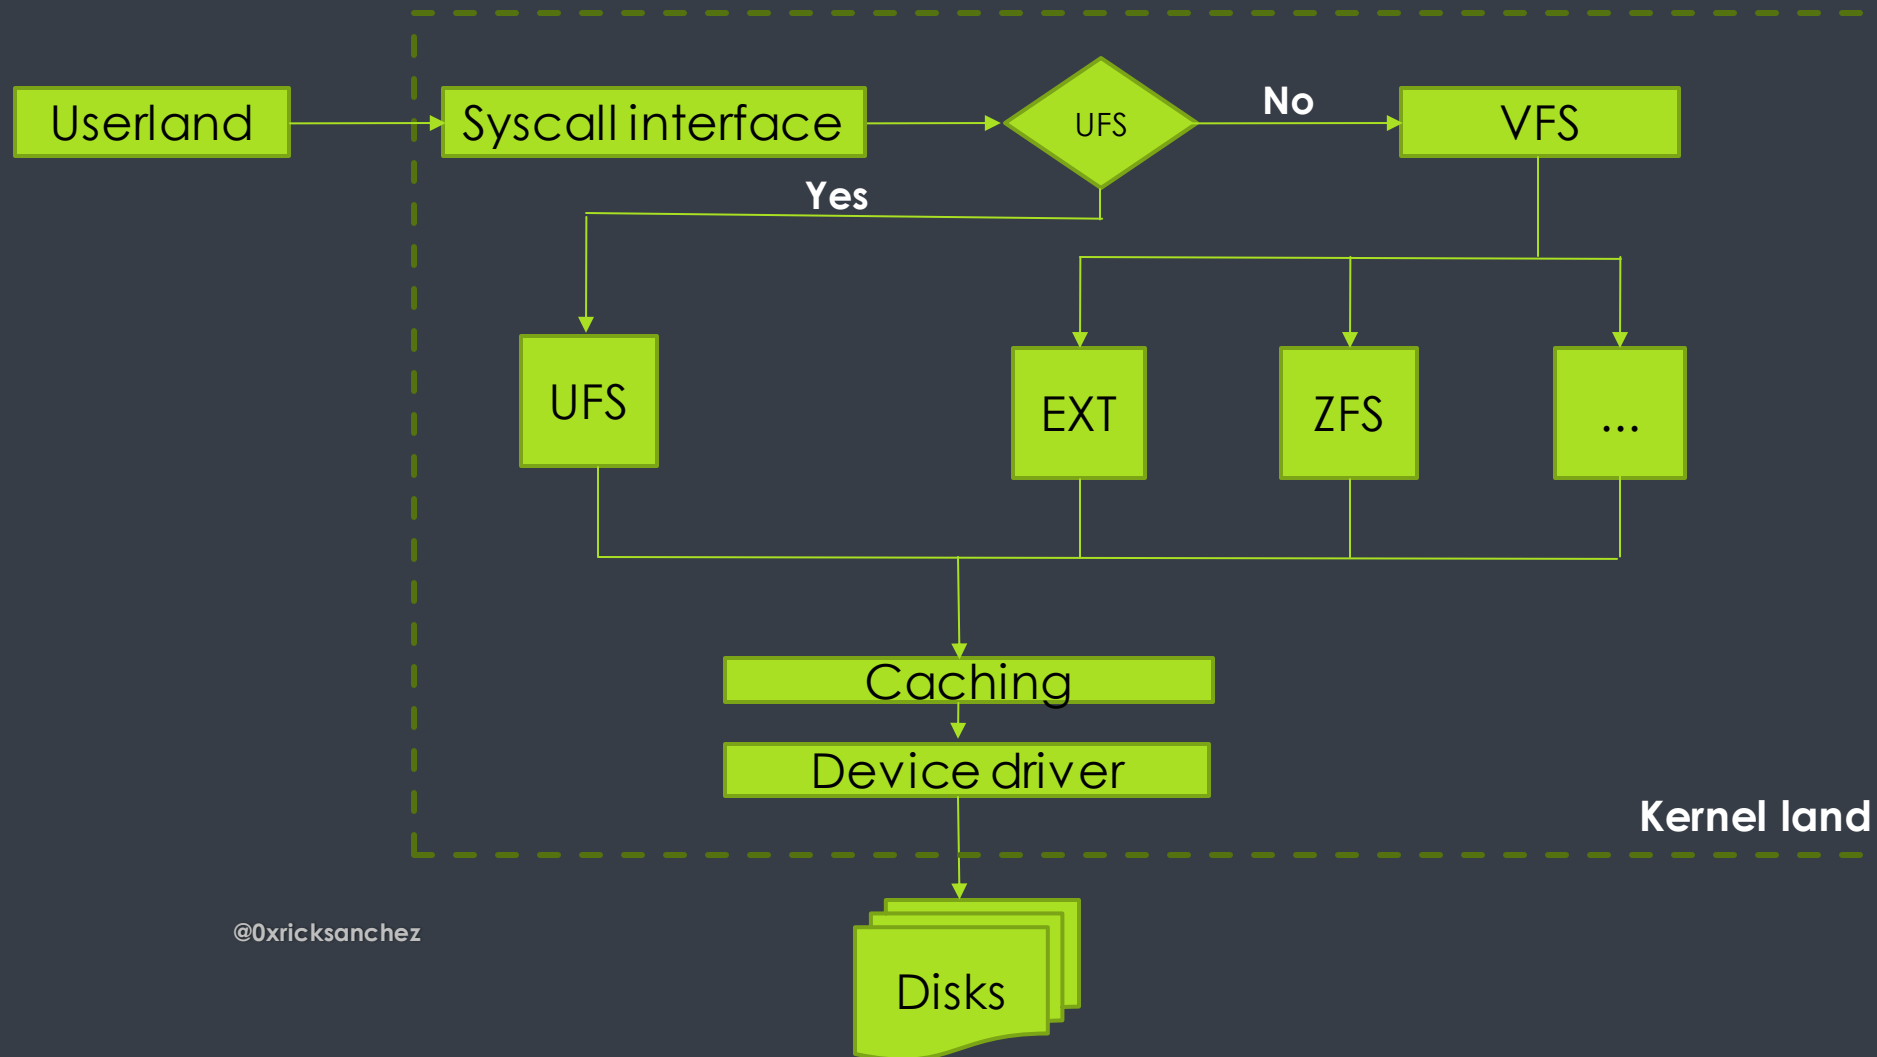 Userland
Syscall interface
UFS
No
VFS
Yes
UFS
EXT
ZFS
...
Caching
Device driver
Kernel land
@0xricksanchez
Disks